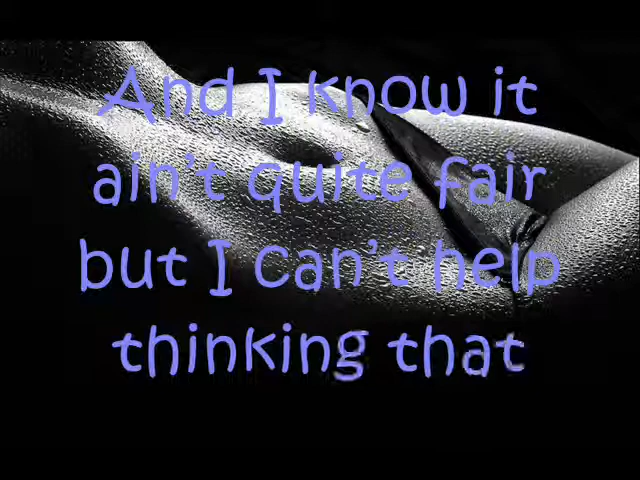 And I know it
ain't quite fair
but I can't help
thinking that